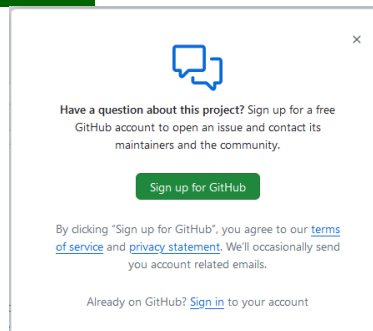 Have a question about this project? Sign up for a free
GitHub account to open an issue and contact its
maintainers and the community.
Sign up for GitHub
By clicking “Sign up for GitHub”, you agree to our terms
of service and privacy statement. We’ll occasionally send
you account related emails.
Already on GitHub? Sign in to your account